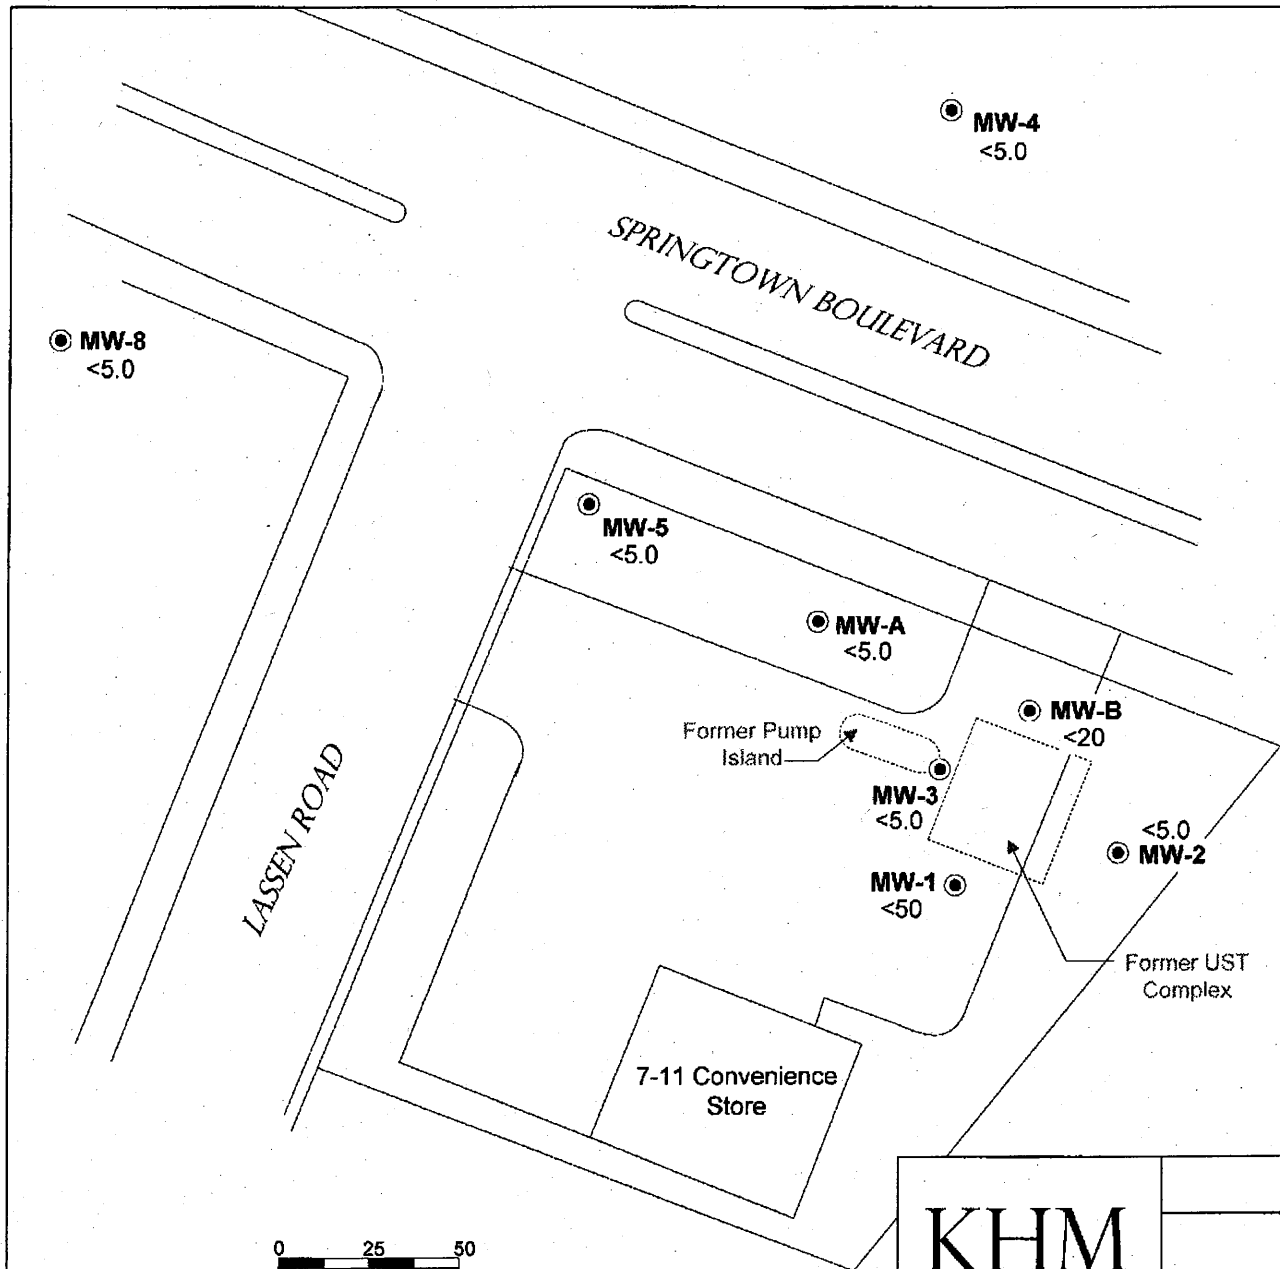 MW-4
<5.0
SPRINGTOWN BOULEVARD
MW-8
<5.0
MW-5
<5.0
MW-A
<5.0
MW-B
<20
Former Pump
Island
MW-3
<5.0
<5.0
MW-2
MW-1
<50
LASSEN ROAD
Former UST
Complex
7-11 Convenience
Store
0 25 50
KHM